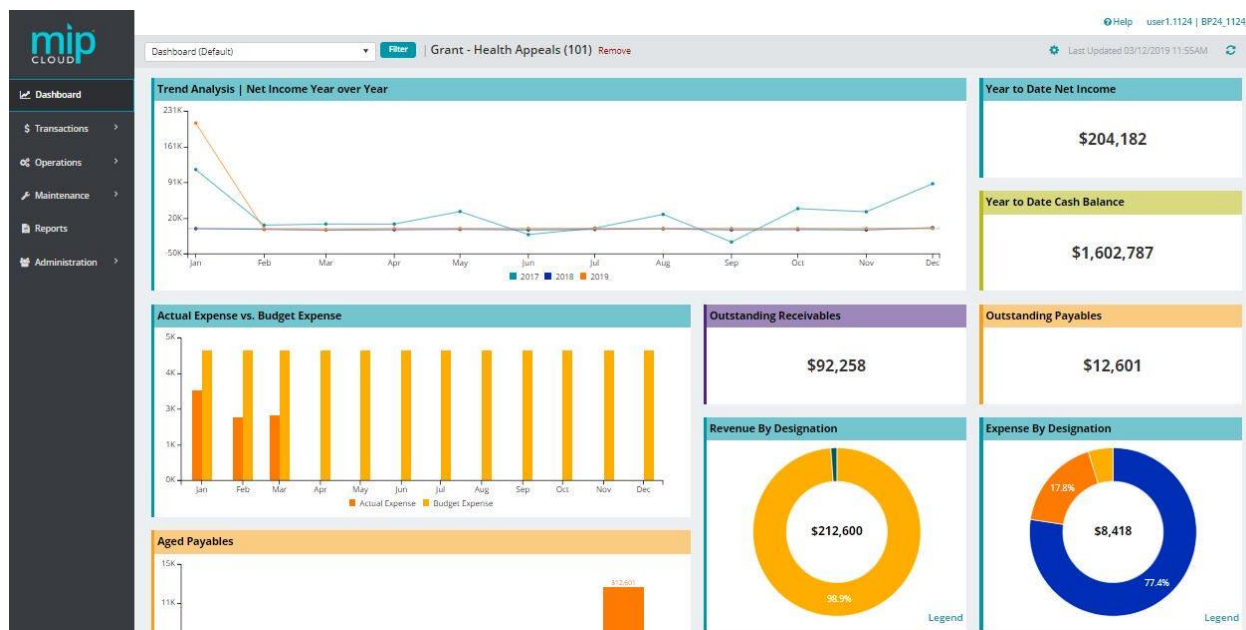 mip
CLOUD
Help user1.1124 | BP24_1124
Dashboard (Default) Filter | Grant - Health Appeals (101) Remove Last Updated 03/12/2019 11:55AM
Dashboard
Transactions
Operations
Maintenance
Reports
Administration
Trend Analysis | Net Income Year over Year
231K
161K
91K
20K
-50K
Jan Feb Mar Apr May Jun Jul Aug Sep Oct Nov Dec
2017 2018 2019
Year to Date Net Income
$204,182
Year to Date Cash Balance
$1,602,787
Actual Expense vs. Budget Expense
5K
4K
3K
1K
0K
Jan Feb Mar Apr May Jun Jul Aug Sep Oct Nov Dec
Actual Expense Budget Expense
Outstanding Receivables
$92,258
Outstanding Payables
$12,601
Revenue By Designation
$212,600
98.9%
Legend
Expense By Designation
17.8%
$8,418
77.4%
Legend
Aged Payables
15K
11K